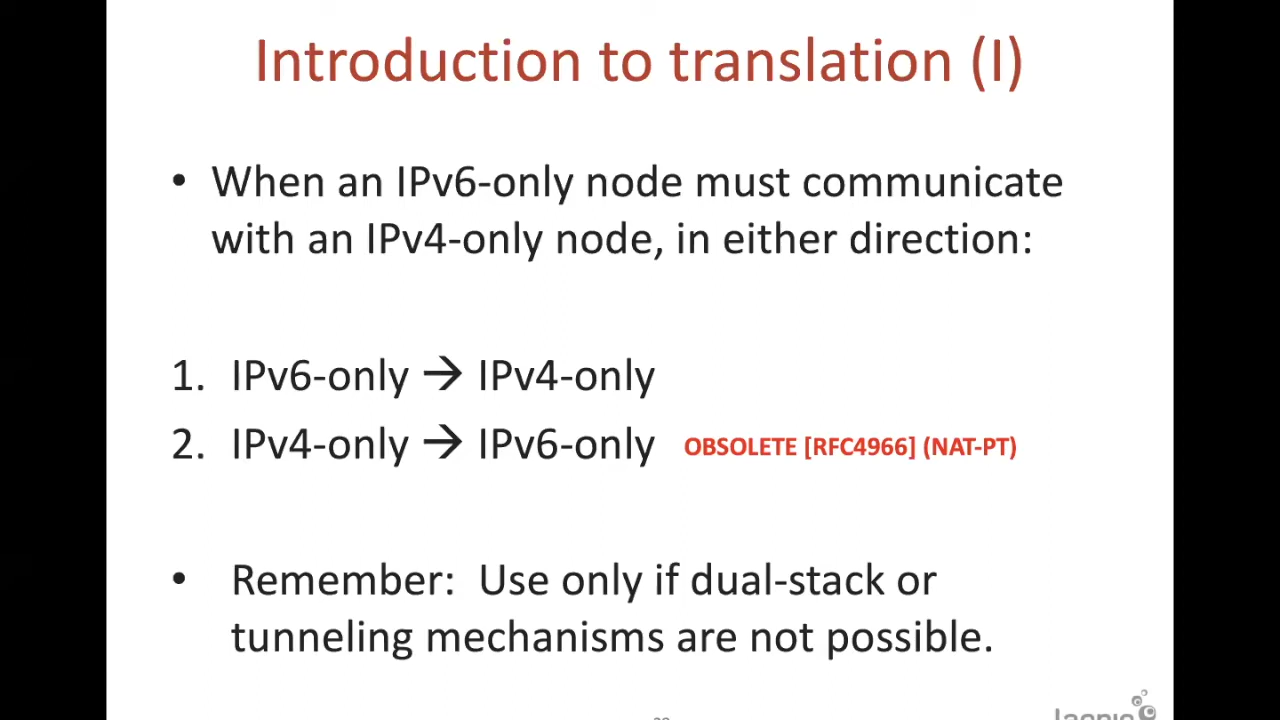 Introduction to translation (I)
• When an IPv6-only node must communicate
with an IPv4-only node, in either direction:
1. IPv6-only → IPv4-only
2. IPv4-only → IPv6-only OBSOLETE [RFC4966] (NAT-PT)
• Remember: Use only if dual-stack or
tunneling mechanisms are not possible.